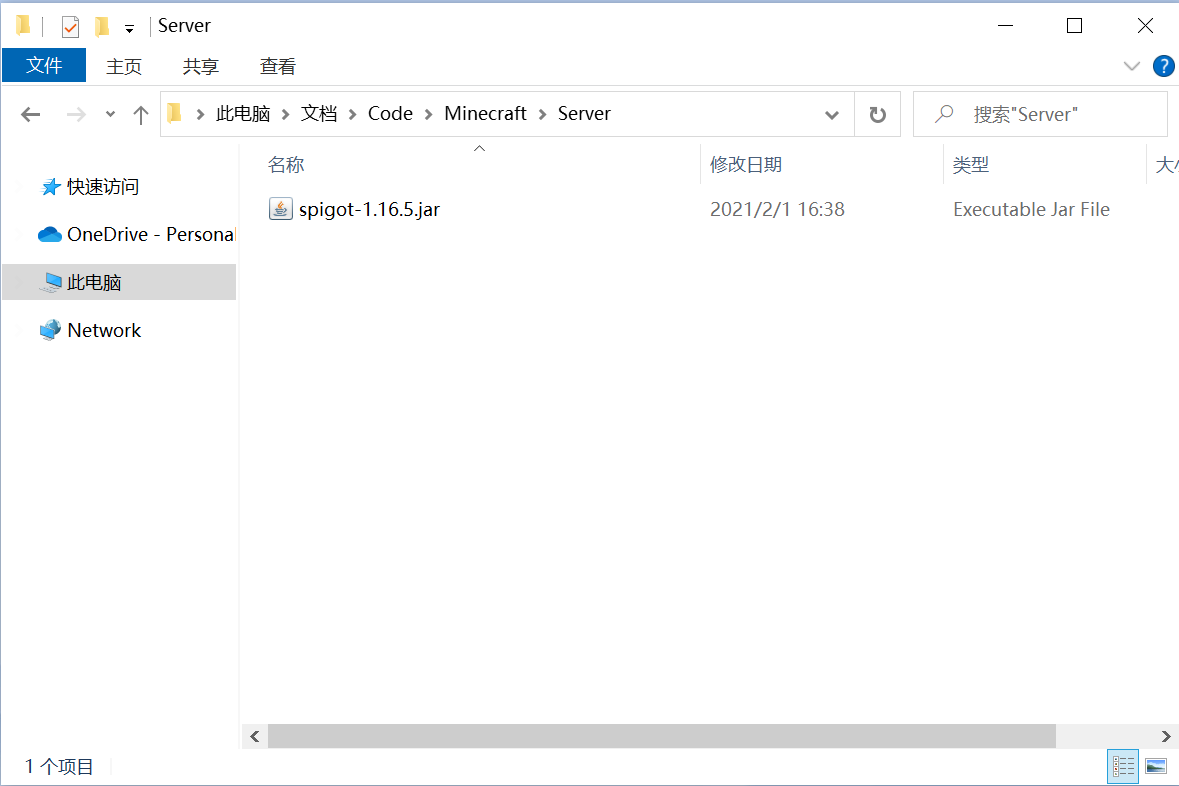 Server
文件 主页 共享 查看 ?
此电脑 文档 Code Minecraft Server 搜索"Server"
名称 修改日期 类型
快速访问
spigot-1.16.5.jar 2021/2/1 16:38 Executable Jar File
OneDrive - Personal
此电脑
Network
1 个项目